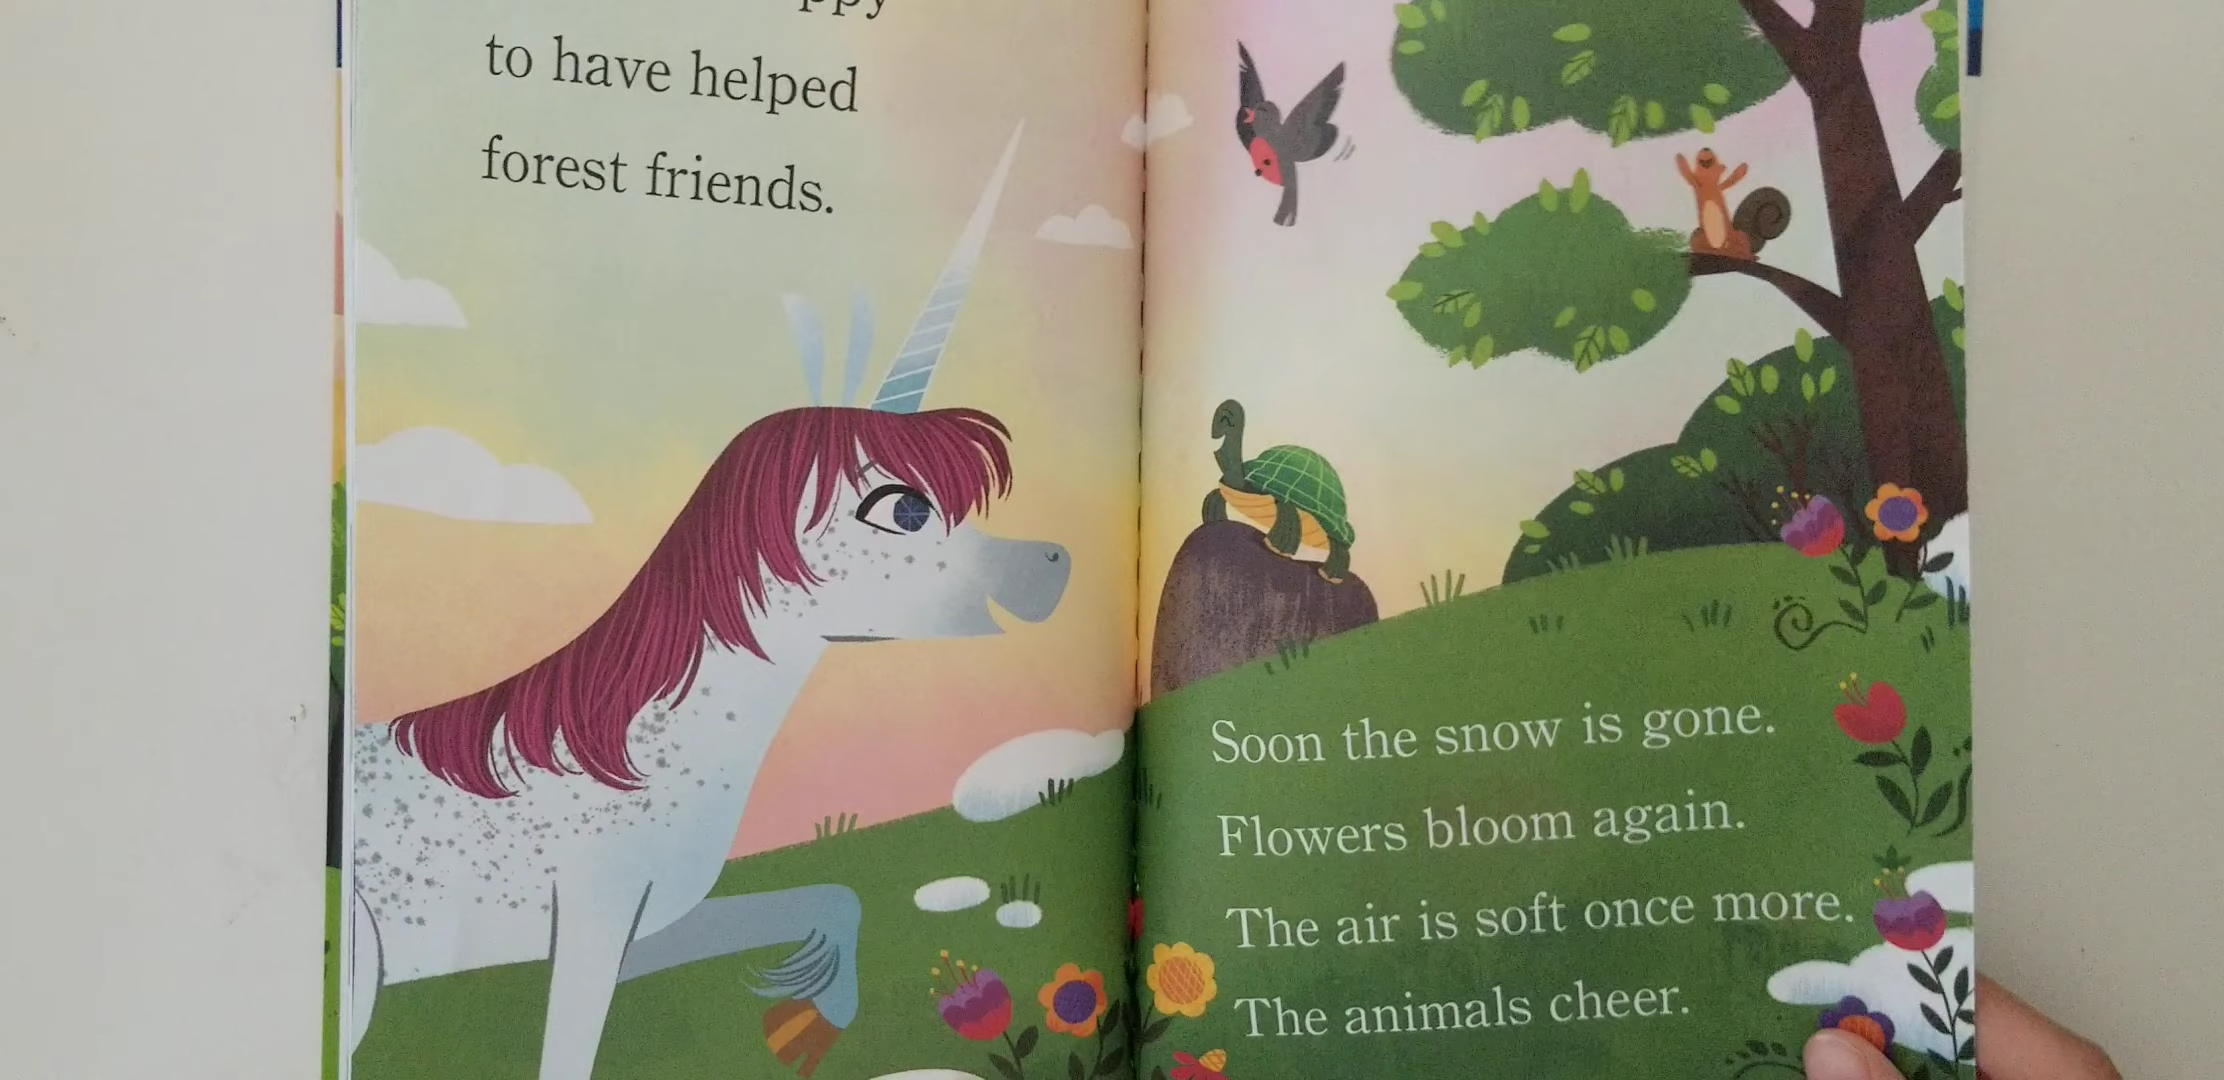 to have helped
forest friends.
Soon the snow is gone.
Flowers bloom again.
The air is soft once more.
The animals cheer.